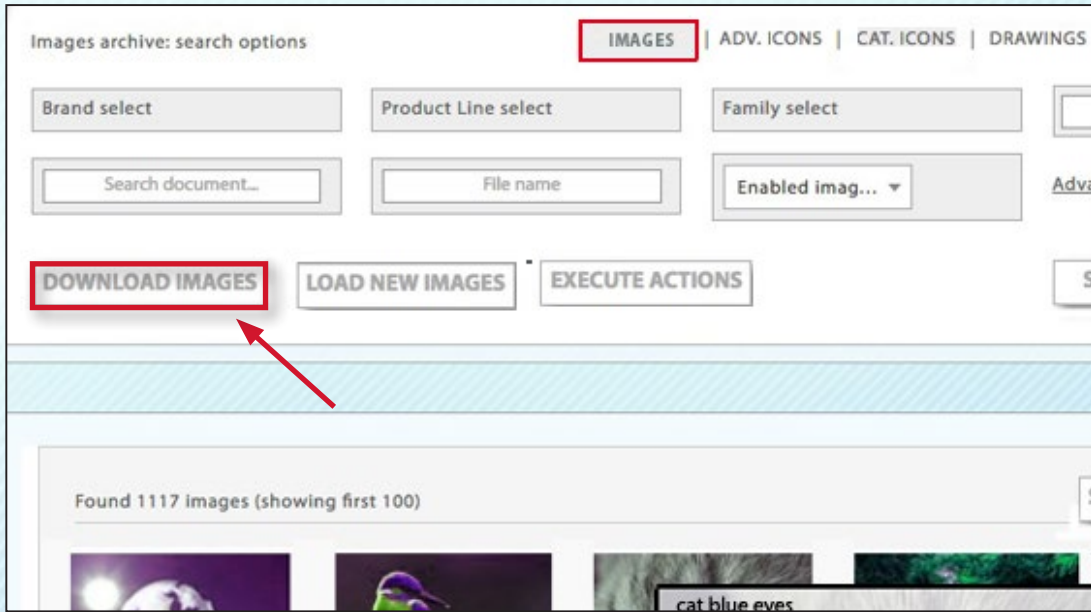 Images archive: search options
IMAGES | ADV. ICONS | CAT. ICONS | DRAWINGS
Brand select
Product Line select
Family select
Search document...
File name
Enabled imag...
DOWNLOAD IMAGES
LOAD NEW IMAGES
EXECUTE ACTIONS
Found 1117 images (showing first 100)
cat blue eyes